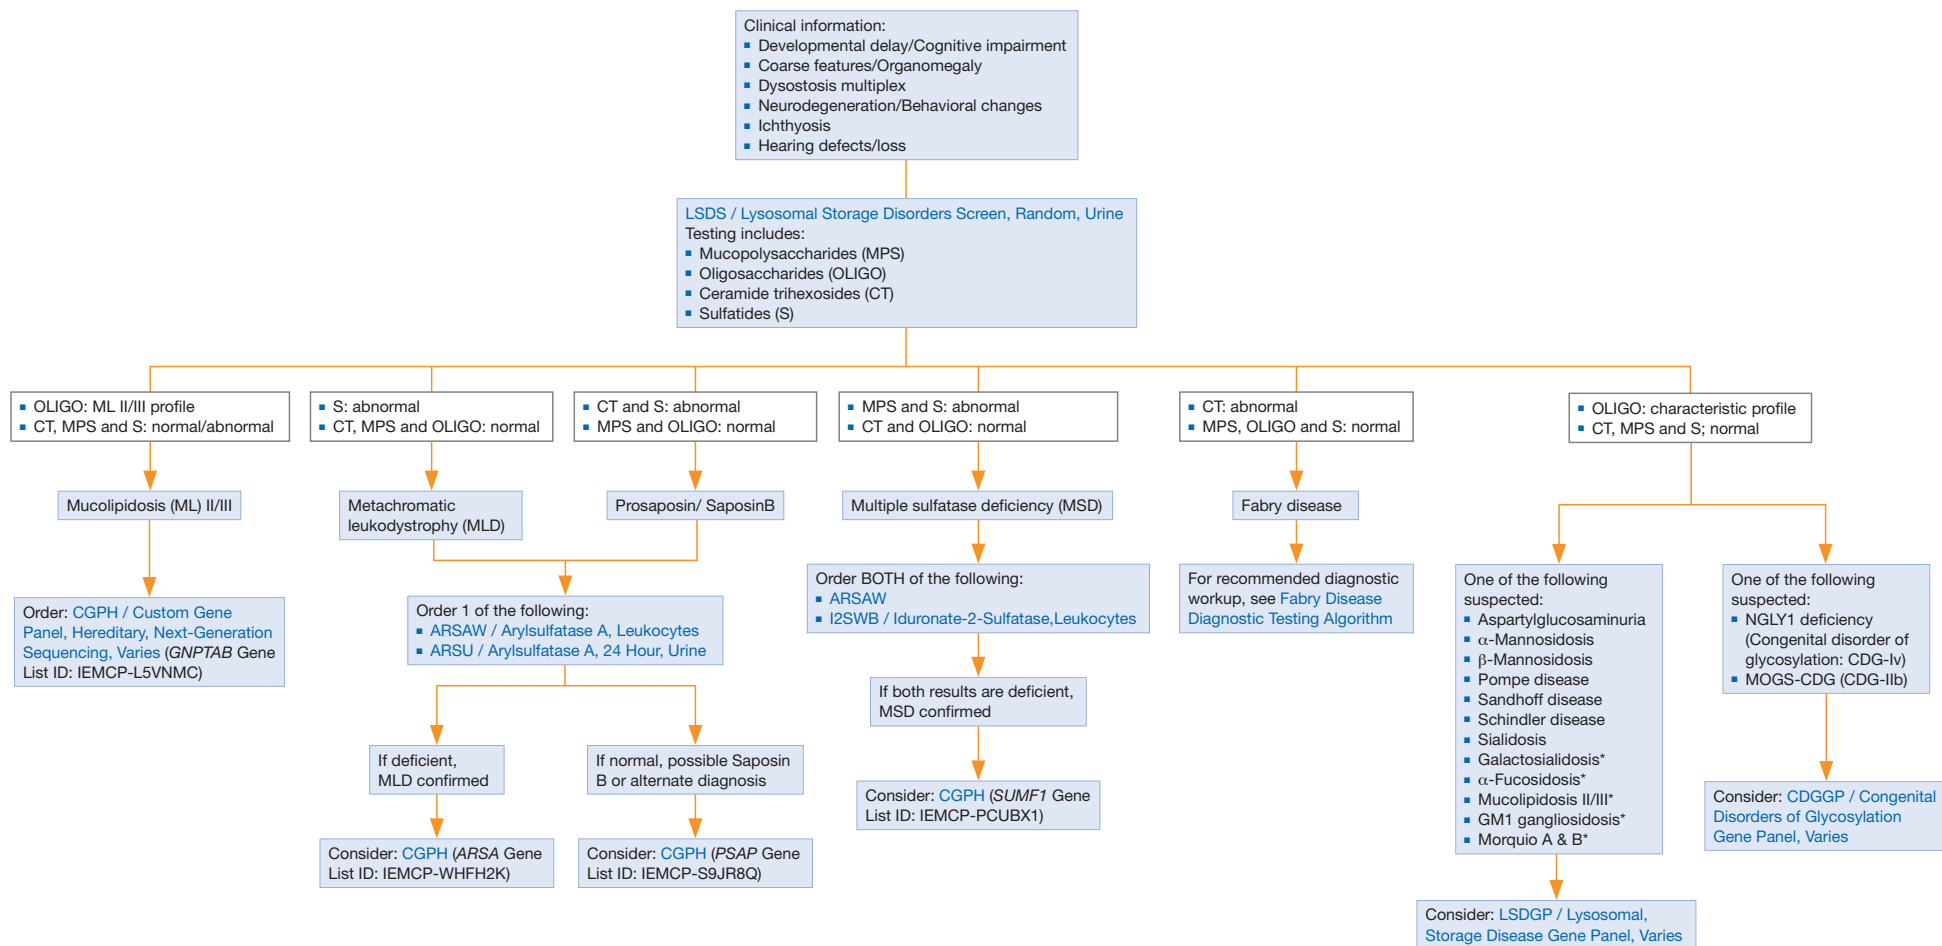 Clinical information:
▪ Developmental delay/Cognitive impairment
▪ Coarse features/Organomegaly
▪ Dysostosis multiplex
▪ Neurodegeneration/Behavioral changes
▪ Ichthyosis
▪ Hearing defects/loss
LSDS / Lysosomal Storage Disorders Screen, Random, Urine
Testing includes:
▪ Mucopolysaccharides (MPS)
▪ Oligosaccharides (OLIGO)
▪ Ceramide trihexosides (CT)
▪ Sulfatides (S)
▪ OLIGO: ML II/III profile
▪ CT, MPS and S: normal/abnormal
▪ S: abnormal
▪ CT, MPS and OLIGO: normal
▪ CT and S: abnormal
▪ MPS and OLIGO: normal
▪ MPS and S: abnormal
▪ CT and OLIGO: normal
▪ CT: abnormal
▪ MPS, OLIGO and S: normal
▪ OLIGO: characteristic profile
▪ CT, MPS and S; normal
Mucolipidosis (ML) II/III
Metachromatic
leukodystrophy (MLD)
Prosaposin/ SaposinB
Multiple sulfatase deficiency (MSD)
Fabry disease
Order: CGPH / Custom Gene
Panel, Hereditary, Next-Generation
Sequencing, Varies (GNPTAB Gene
List ID: IEMCP-L5VNMC)
Order 1 of the following:
▪ ARSAW / Arylsulfatase A, Leukocytes
▪ ARSU / Arylsulfatase A, 24 Hour, Urine
Order BOTH of the following:
▪ ARSAW
▪ I2SWB / Iduronate-2-Sulfatase,Leukocytes
For recommended diagnostic
workup, see Fabry Disease
Diagnostic Testing Algorithm
One of the following
suspected:
▪ Aspartylglucosaminuria
▪ α-Mannosidosis
▪ β-Mannosidosis
▪ Pompe disease
▪ Sandhoff disease
▪ Schindler disease
▪ Sialidosis
▪ Galactosialidosis*
▪ α-Fucosidosis*
▪ Mucolipidosis II/III*
▪ GM1 gangliosidosis*
▪ Morquio A & B*
One of the following
suspected:
▪ NGLY1 deficiency
(Congenital disorder of
glycosylation: CDG-Iv)
▪ MOGS-CDG (CDG-IIb)
If deficient,
MLD confirmed
If normal, possible Saposin
B or alternate diagnosis
If both results are deficient,
MSD confirmed
Consider: CGPH (ARSA Gene
List ID: IEMCP-WHFH2K)
Consider: CGPH (PSAP Gene
List ID: IEMCP-S9JR8Q)
Consider: CGPH (SUMF1 Gene
List ID: IEMCP-PCUBX1)
Consider: CDGGP / Congenital
Disorders of Glycosylation
Gene Panel, Varies
Consider: LSDGP / Lysosomal,
Storage Disease Gene Panel, Varies